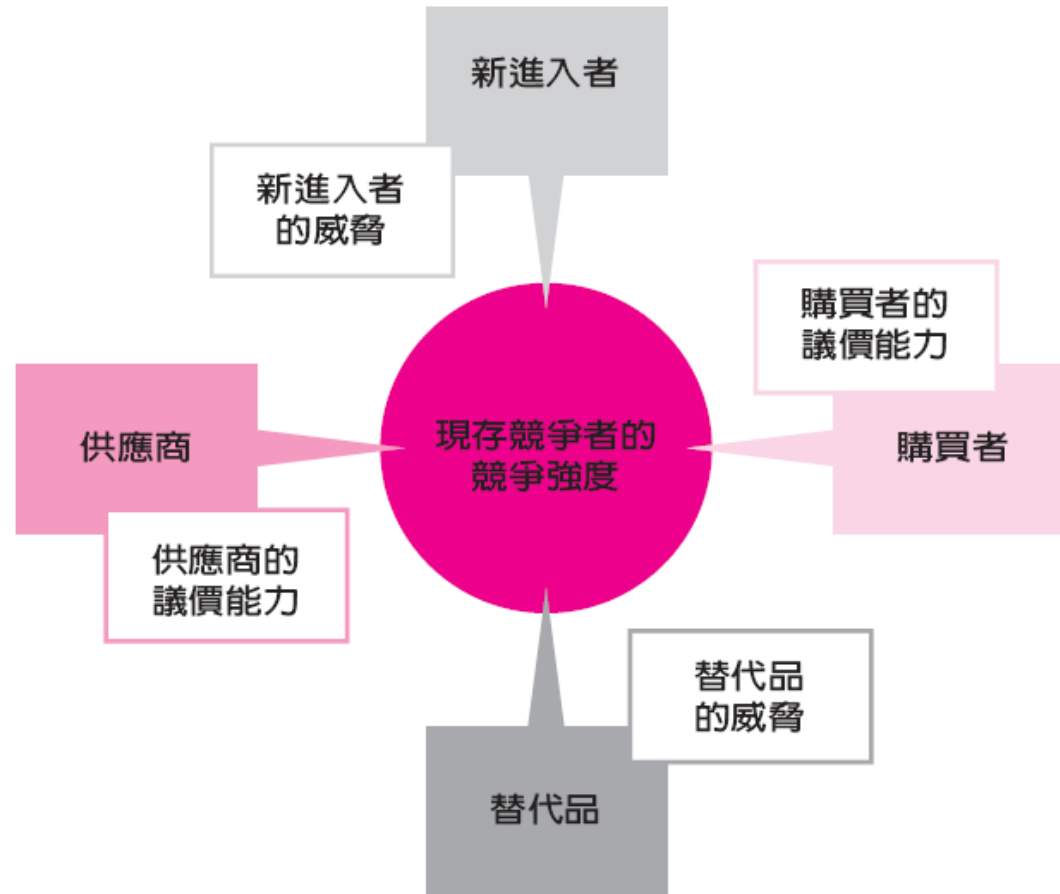 新進入者
新進入者
的威脅
購買者的
議價能力
供應商
現存競爭者的
競爭強度
購買者
供應商的
議價能力
替代品
的威脅
替代品